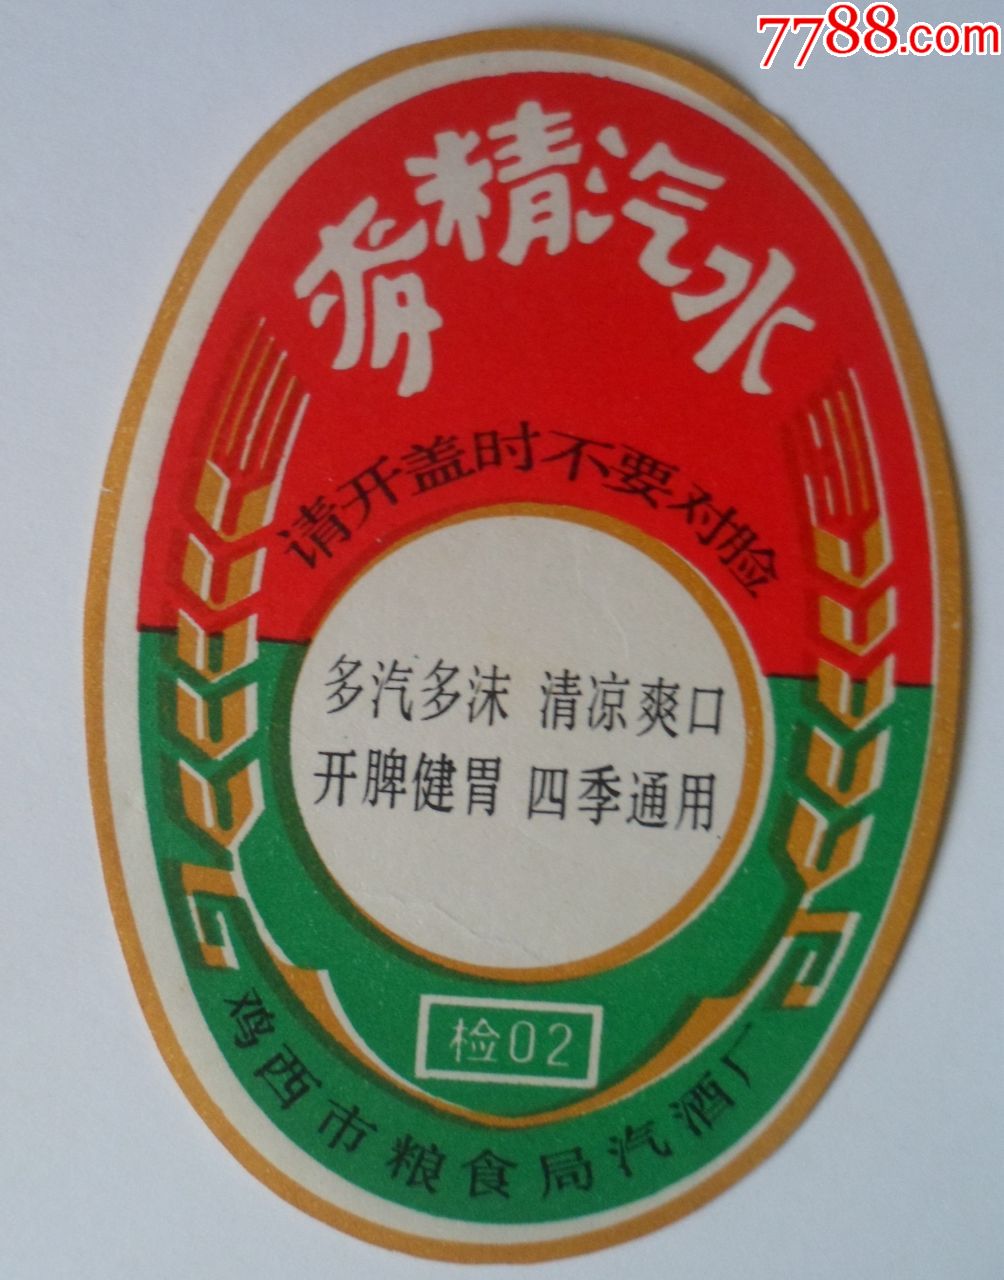 7788.com
香精汽水
请开盖时不要对脸
多汽多沫 清凉爽口
开脾健胃 四季通用
检02
鸡西市粮食局汽酒厂